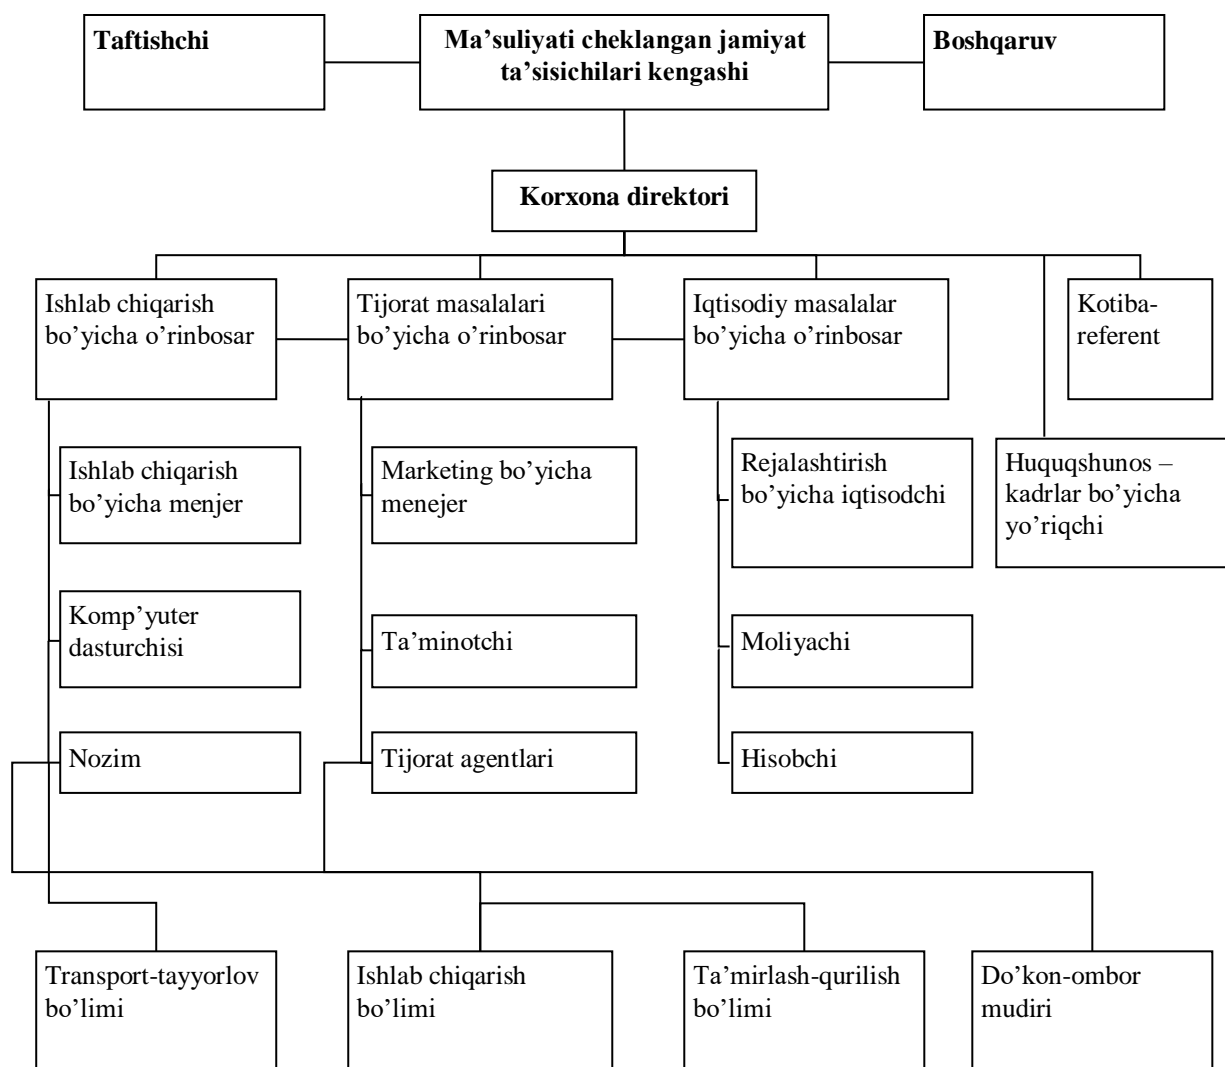 Taftishchi
Ma’suliyati cheklangan jamiyat
ta’sisichilari kengashi
Boshqaruv
Korxona direktori
Ishlab chiqarish
bo’yicha o’rinbosar
Tijorat masalalari
bo’yicha o’rinbosar
Iqtisodiy masalalar
bo’yicha o’rinbosar
Kotiba-
referent
Ishlab chiqarish
bo’yicha menjer
Marketing bo’yicha
menejer
Rejalashtirish
bo’yicha iqtisodchi
Huquqshunos –
kadrlar bo’yicha
yo’riqchi
Komp’yuter
dasturchisi
Ta’minotchi
Moliyachi
Nozim
Tijorat agentlari
Hisobchi
Transport-tayyorlov
bo’limi
Ishlab chiqarish
bo’limi
Ta’mirlash-qurilish
bo’limi
Do’kon-ombor
mudiri